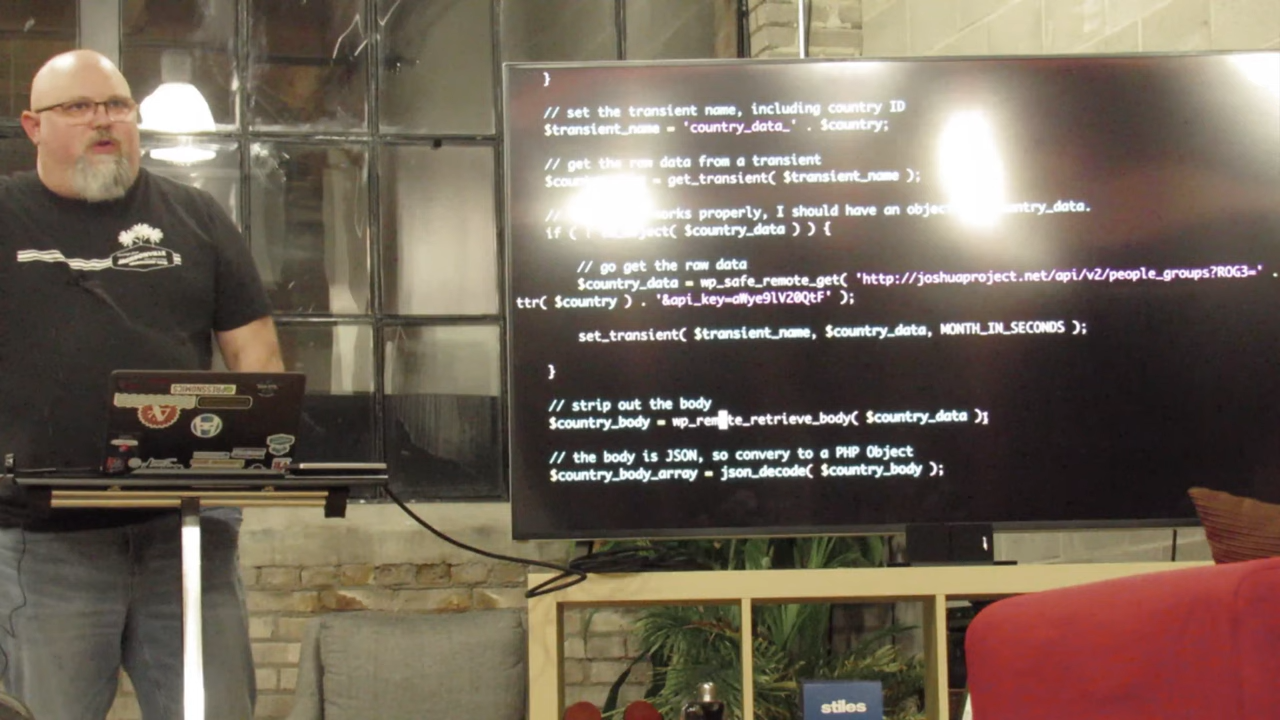 }
// set the transient name, including country ID
$transient_name = 'country_data_' . $country;
// get the raw data from a transient
= get_transient( $transient_name );
// works properly, I should have an object
if ( ! ( $country_data ) ) {
// go get the raw data
$country_data = wp_safe_remote_get( 'http://joshuaproject.net/api/v2/people_groups?ROG3=' .
ttr( $country ) . '&api_key=aWye9lV20QtF' );
set_transient( $transient_name, $country_data, MONTH_IN_SECONDS );
}
// strip out the body
$country_body = wp_remote_retrieve_body( $country_data );
// the body is JSON, so convery to a PHP Object
$country_body_array = json_decode( $country_body );
PRESSNOMICS
stiles